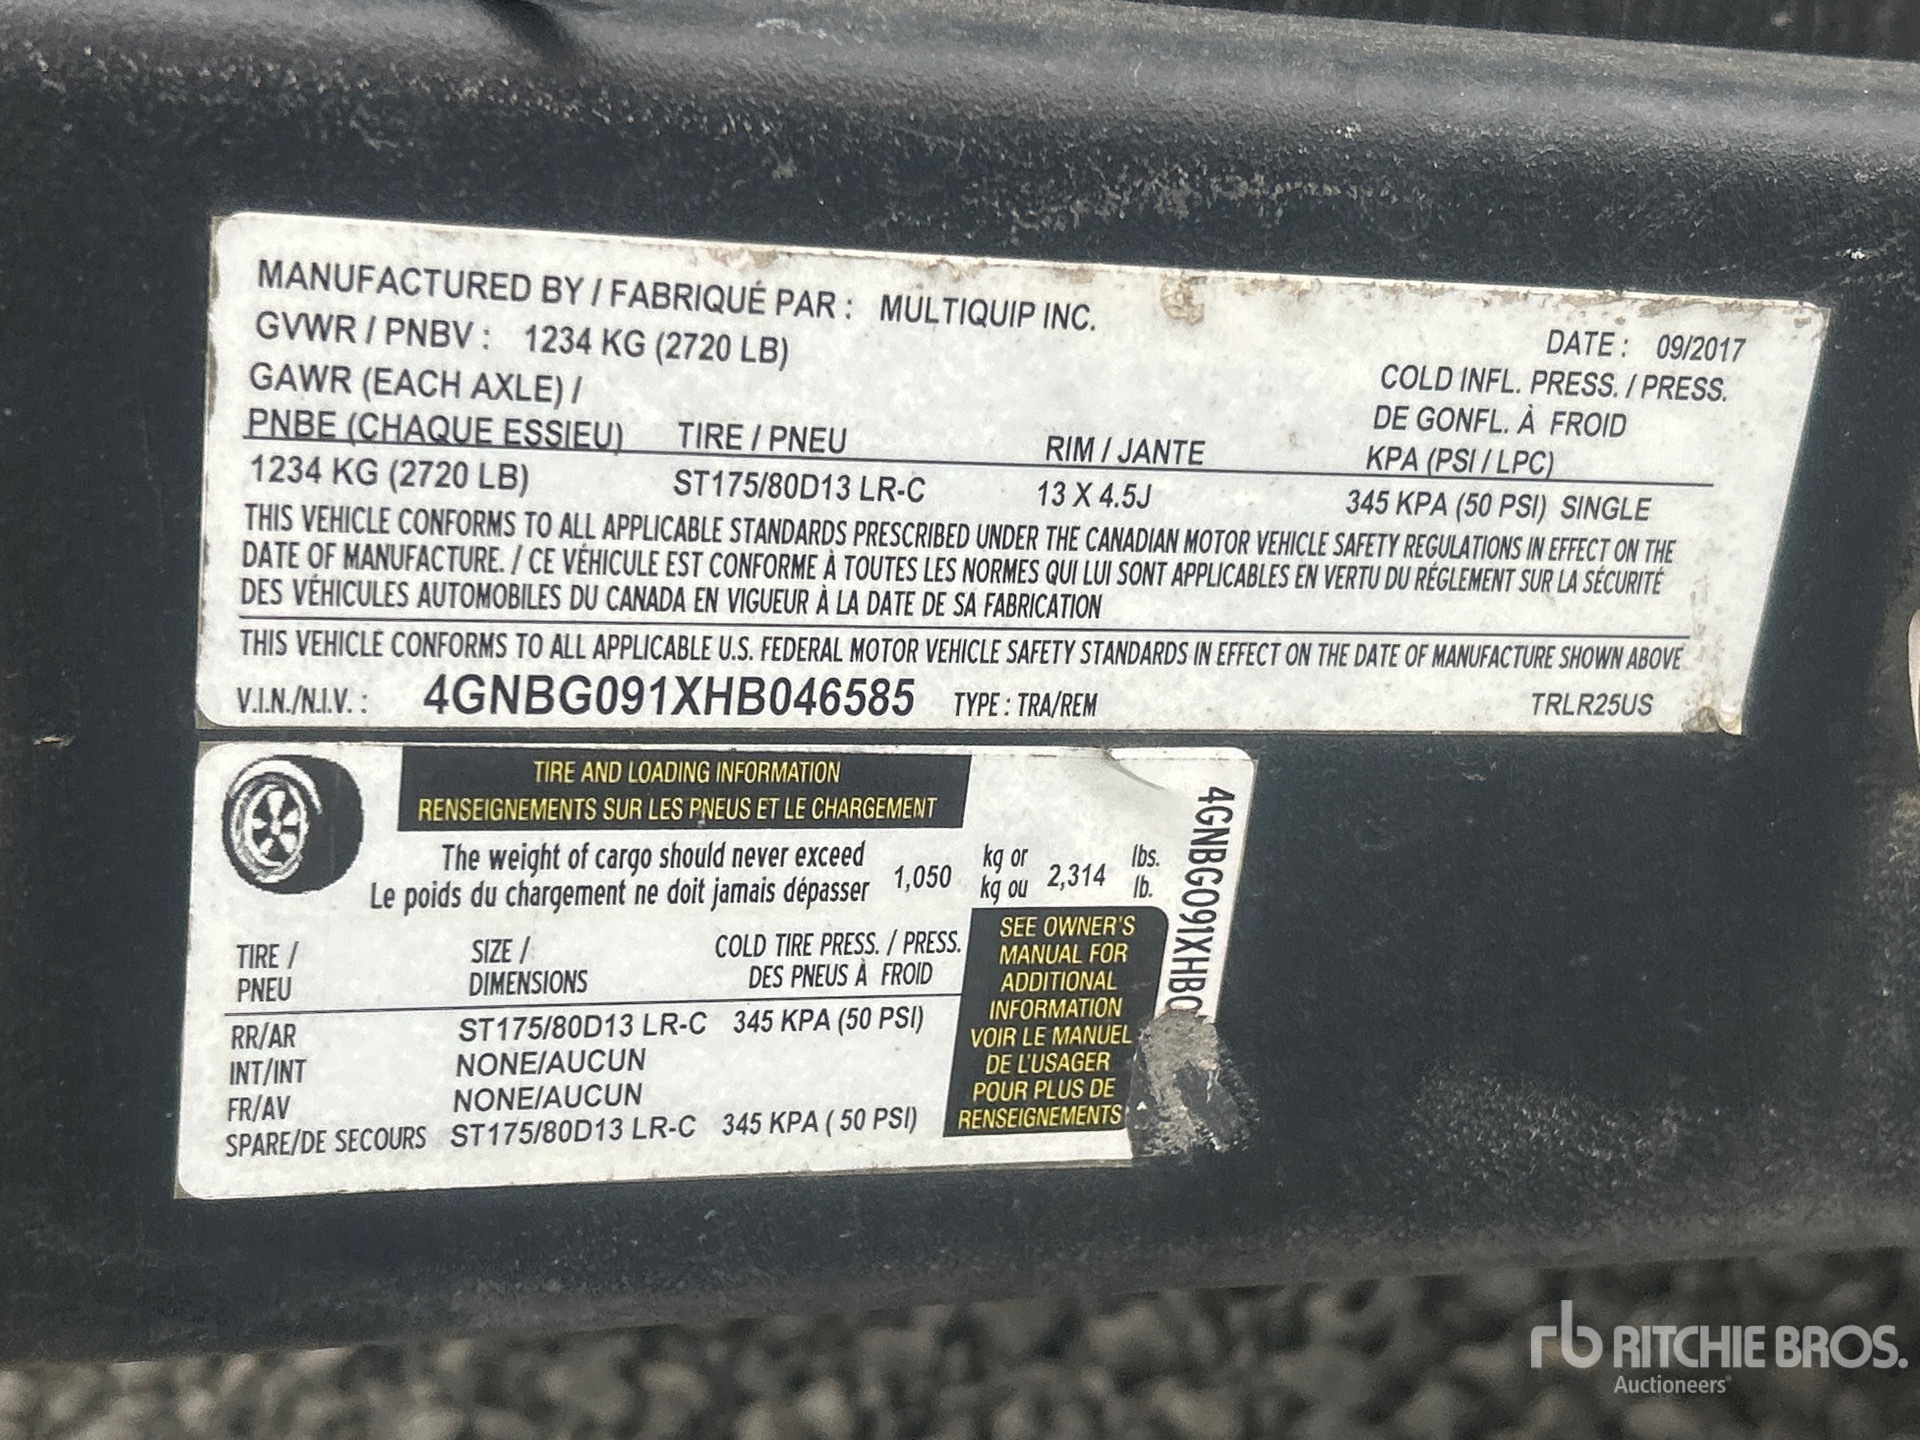 MANUFACTURED BY / FABRIQUÉ PAR : MULTIQUIP INC.
GVWR / PNBV : 1234 KG (2720 LB)
DATE : 09/2017
GAWR (EACH AXLE) /
PNBE (CHAQUE ESSIEU) TIRE / PNEU RIM / JANTE
COLD INFL. PRESS. / PRESS.
DE GONFL. À FROID
KPA (PSI / LPC)
1234 KG (2720 LB) ST175/80D13 LR-C 13 X 4.5J 345 KPA (50 PSI) SINGLE
THIS VEHICLE CONFORMS TO ALL APPLICABLE STANDARDS PRESCRIBED UNDER THE CANADIAN MOTOR VEHICLE SAFETY REGULATIONS IN EFFECT ON THE
DATE OF MANUFACTURE. / CE VÉHICULE EST CONFORME À TOUTES LES NORMES QUI LUI SONT APPLICABLES EN VERTU DU RÉGLEMENT SUR LA SÉCURITÉ
DES VÉHICULES AUTOMOBILES DU CANADA EN VIGUEUR À LA DATE DE SA FABRICATION
THIS VEHICLE CONFORMS TO ALL APPLICABLE U.S. FEDERAL MOTOR VEHICLE SAFETY STANDARDS IN EFFECT ON THE DATE OF MANUFACTURE SHOWN ABOVE
V.I.N./N.I.V. : 4GNBG091XHB046585 TYPE : TRA/REM TRLR25US
TIRE AND LOADING INFORMATION
RENSEIGNEMENTS SUR LES PNEUS ET LE CHARGEMENT
The weight of cargo should never exceed
Le poids du chargement ne doit jamais dépasser
1,050
kg or
kg ou
2,314
lbs.
lb.
TIRE /
PNEU
SIZE /
DIMENSIONS
COLD TIRE PRESS. / PRESS.
DES PNEUS À FROID
RR/AR ST175/80D13 LR-C 345 KPA (50 PSI)
INT/INT NONE/AUCUN
FR/AV NONE/AUCUN
SPARE/DE SECOURS ST175/80D13 LR-C 345 KPA ( 50 PSI)
SEE OWNER'S
MANUAL FOR
ADDITIONAL
INFORMATION
VOIR LE MANUEL
DE L'USAGER
POUR PLUS DE
RENSEIGNEMENTS
4GNBG091XHB0
rb RITCHIE BROS.
Auctioneers